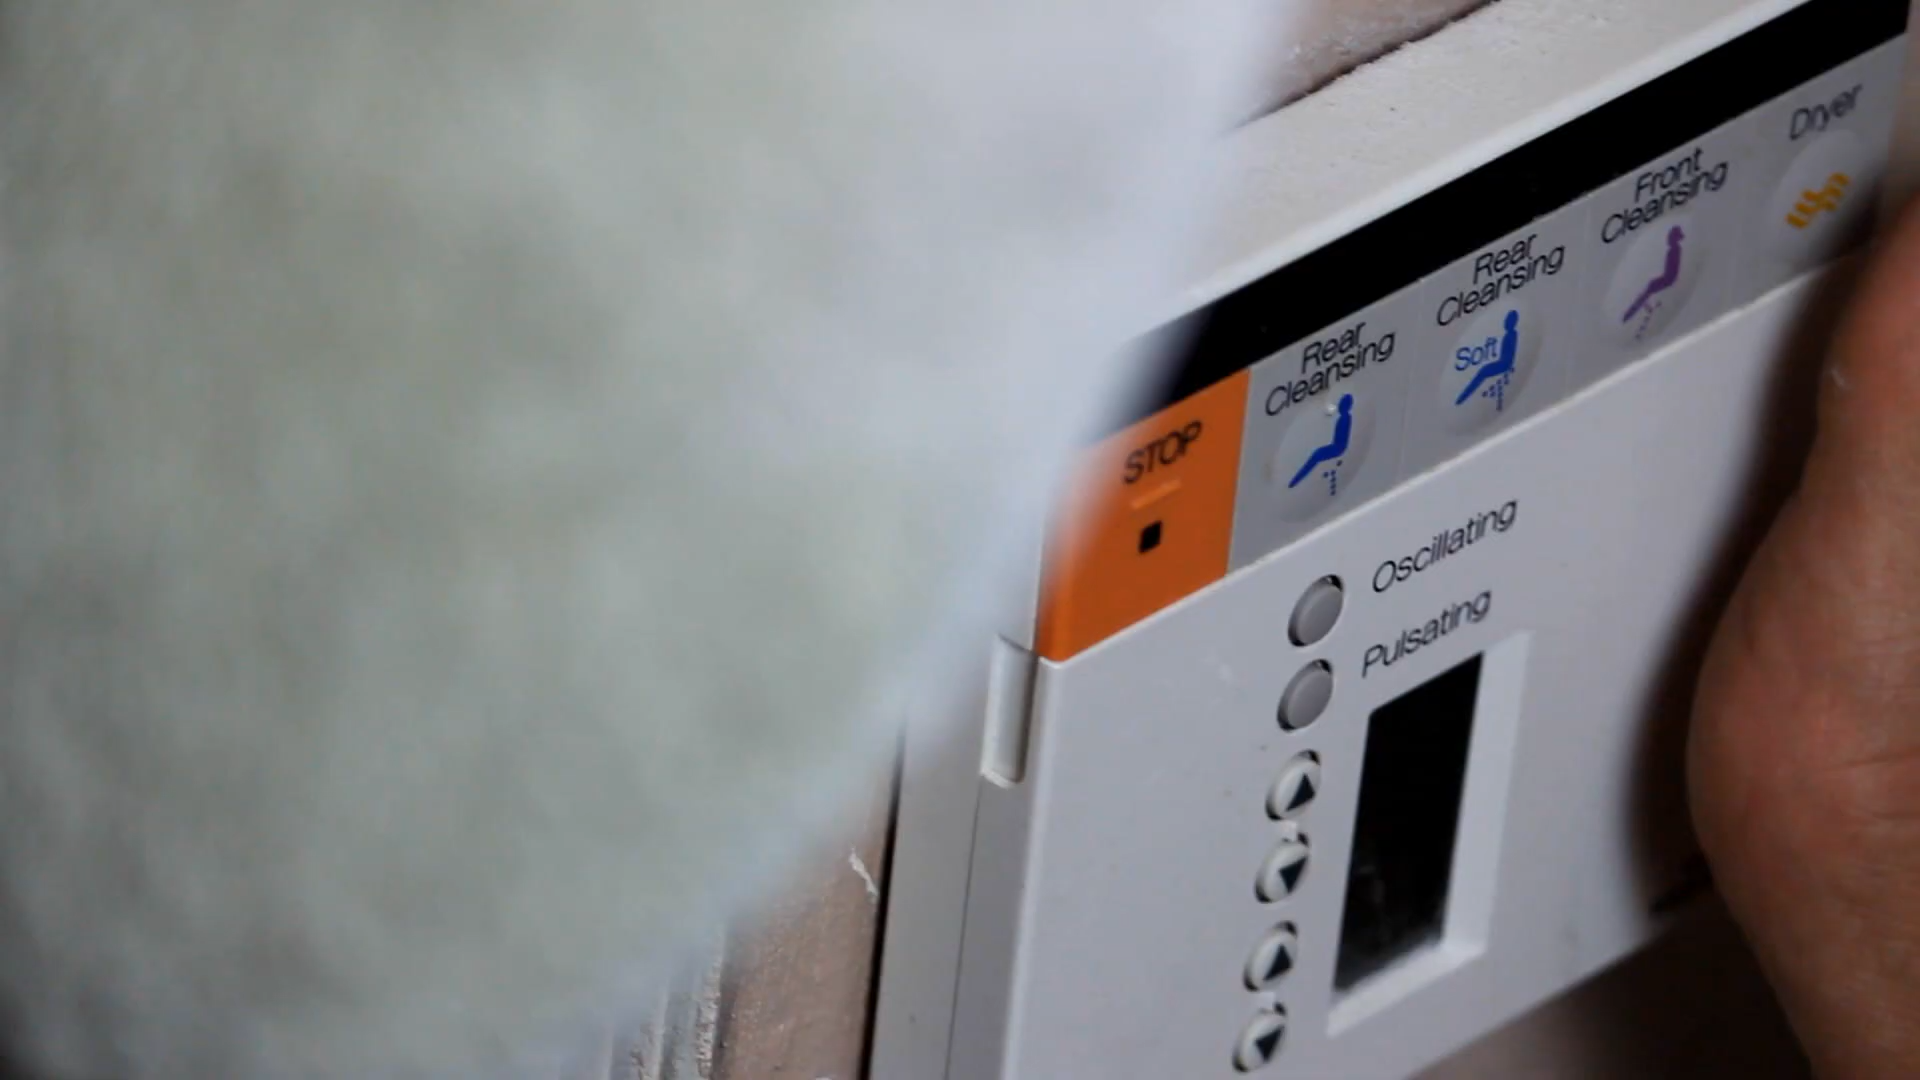 STOP
Rear
Cleansing
Rear
Cleansing
Soft
Front
Cleansing
Dryer
Oscillating
Pulsating